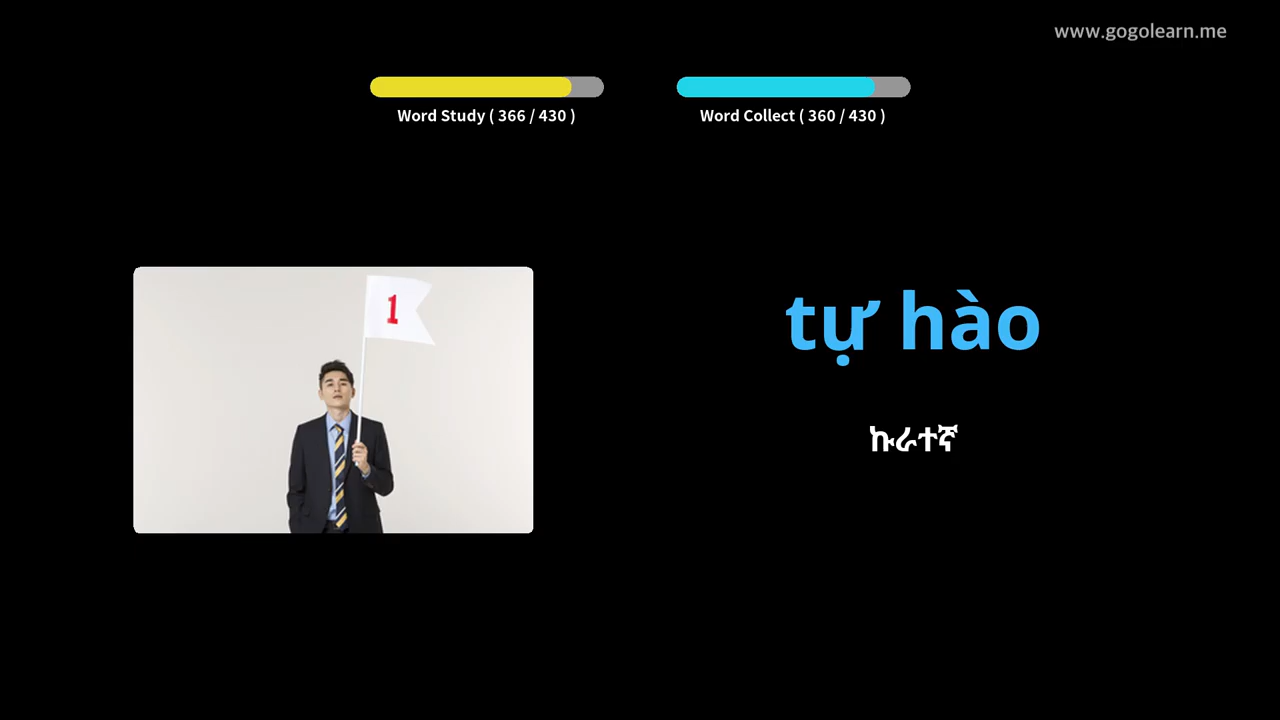 www.gogolearn.me
Word Study ( 366 / 430 )
Word Collect ( 360 / 430 )
1
tự hào
ኩራተኛ